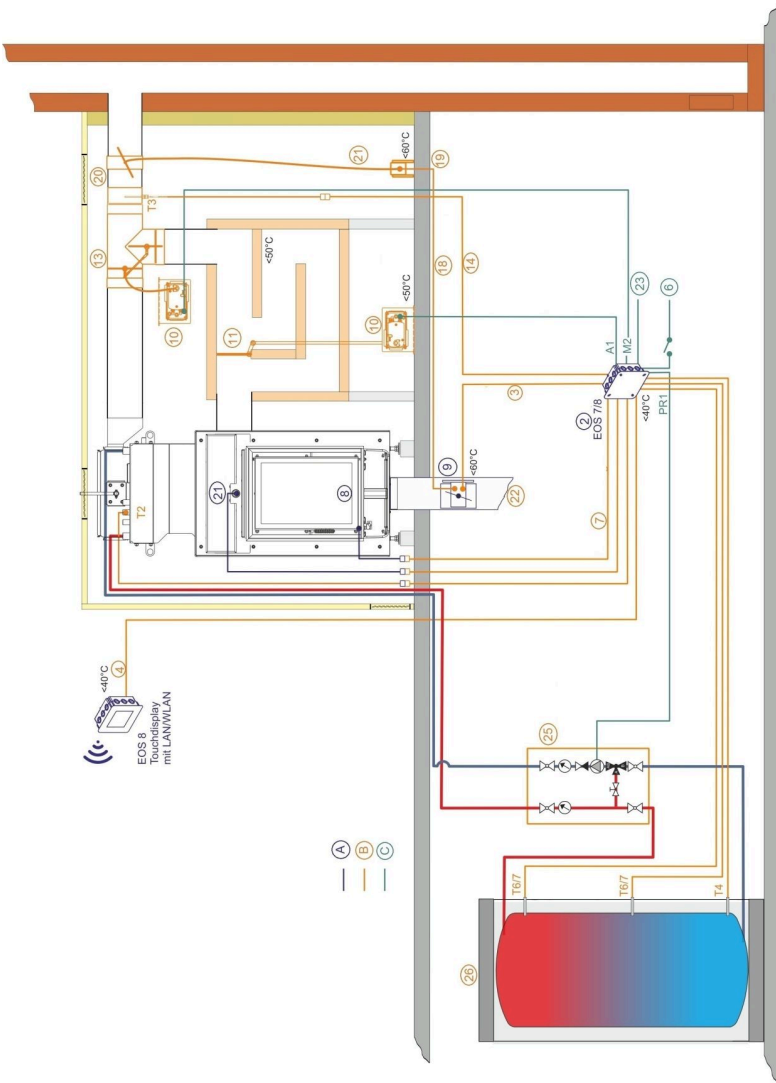 20
21
<60°C
19
T3
13
10
<50°C
11
10
<50°C
18
14
A1
M2
23
6
3
2
EOS 7/8
<40°C
PR1
T2
21
8
9
<60°C
22
7
<40°C
4
EOS 8
Touchdisplay
mit LAN/WLAN
25
A
B
C
T6/7
T6/7
T4
26